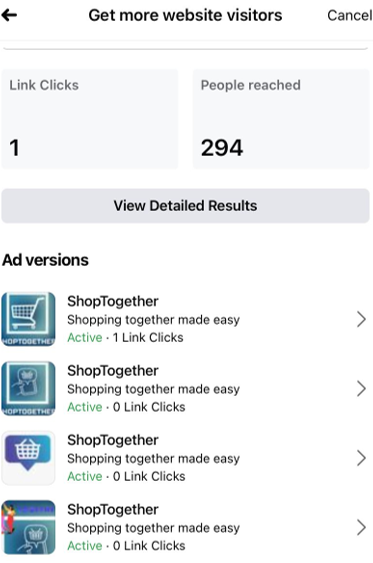 Get more website visitors
Cancel
Link Clicks
People reached
1
294
View Detailed Results
Ad versions
ShopTogether
Shopping together made easy
Active · 1 Link Clicks
HOPTOGETHER
ShopTogether
Shopping together made easy
Active · 0 Link Clicks
HOPTOGETHER
ShopTogether
Shopping together made easy
Active · 0 Link Clicks
ShopTogether
Shopping together made easy
Active · 0 Link Clicks